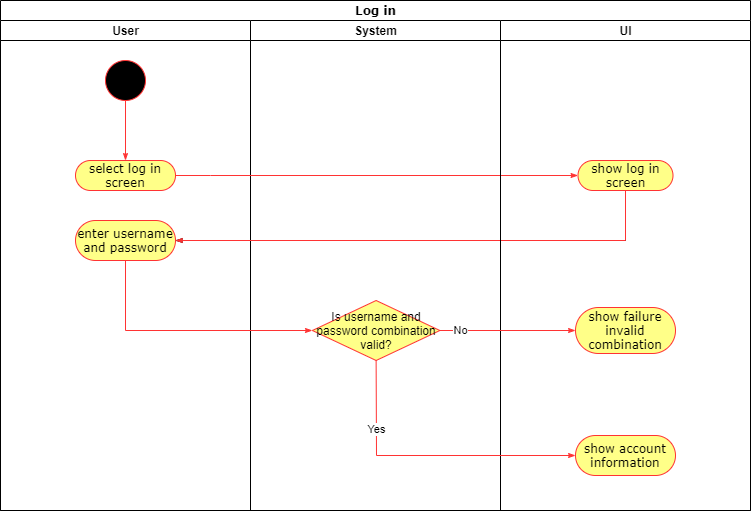 Log in
User
System
UI
select log in
screen
show log in
screen
enter username
and password
Is username and
password combination
valid?
No
show failure
invalid
combination
Yes
show account
information